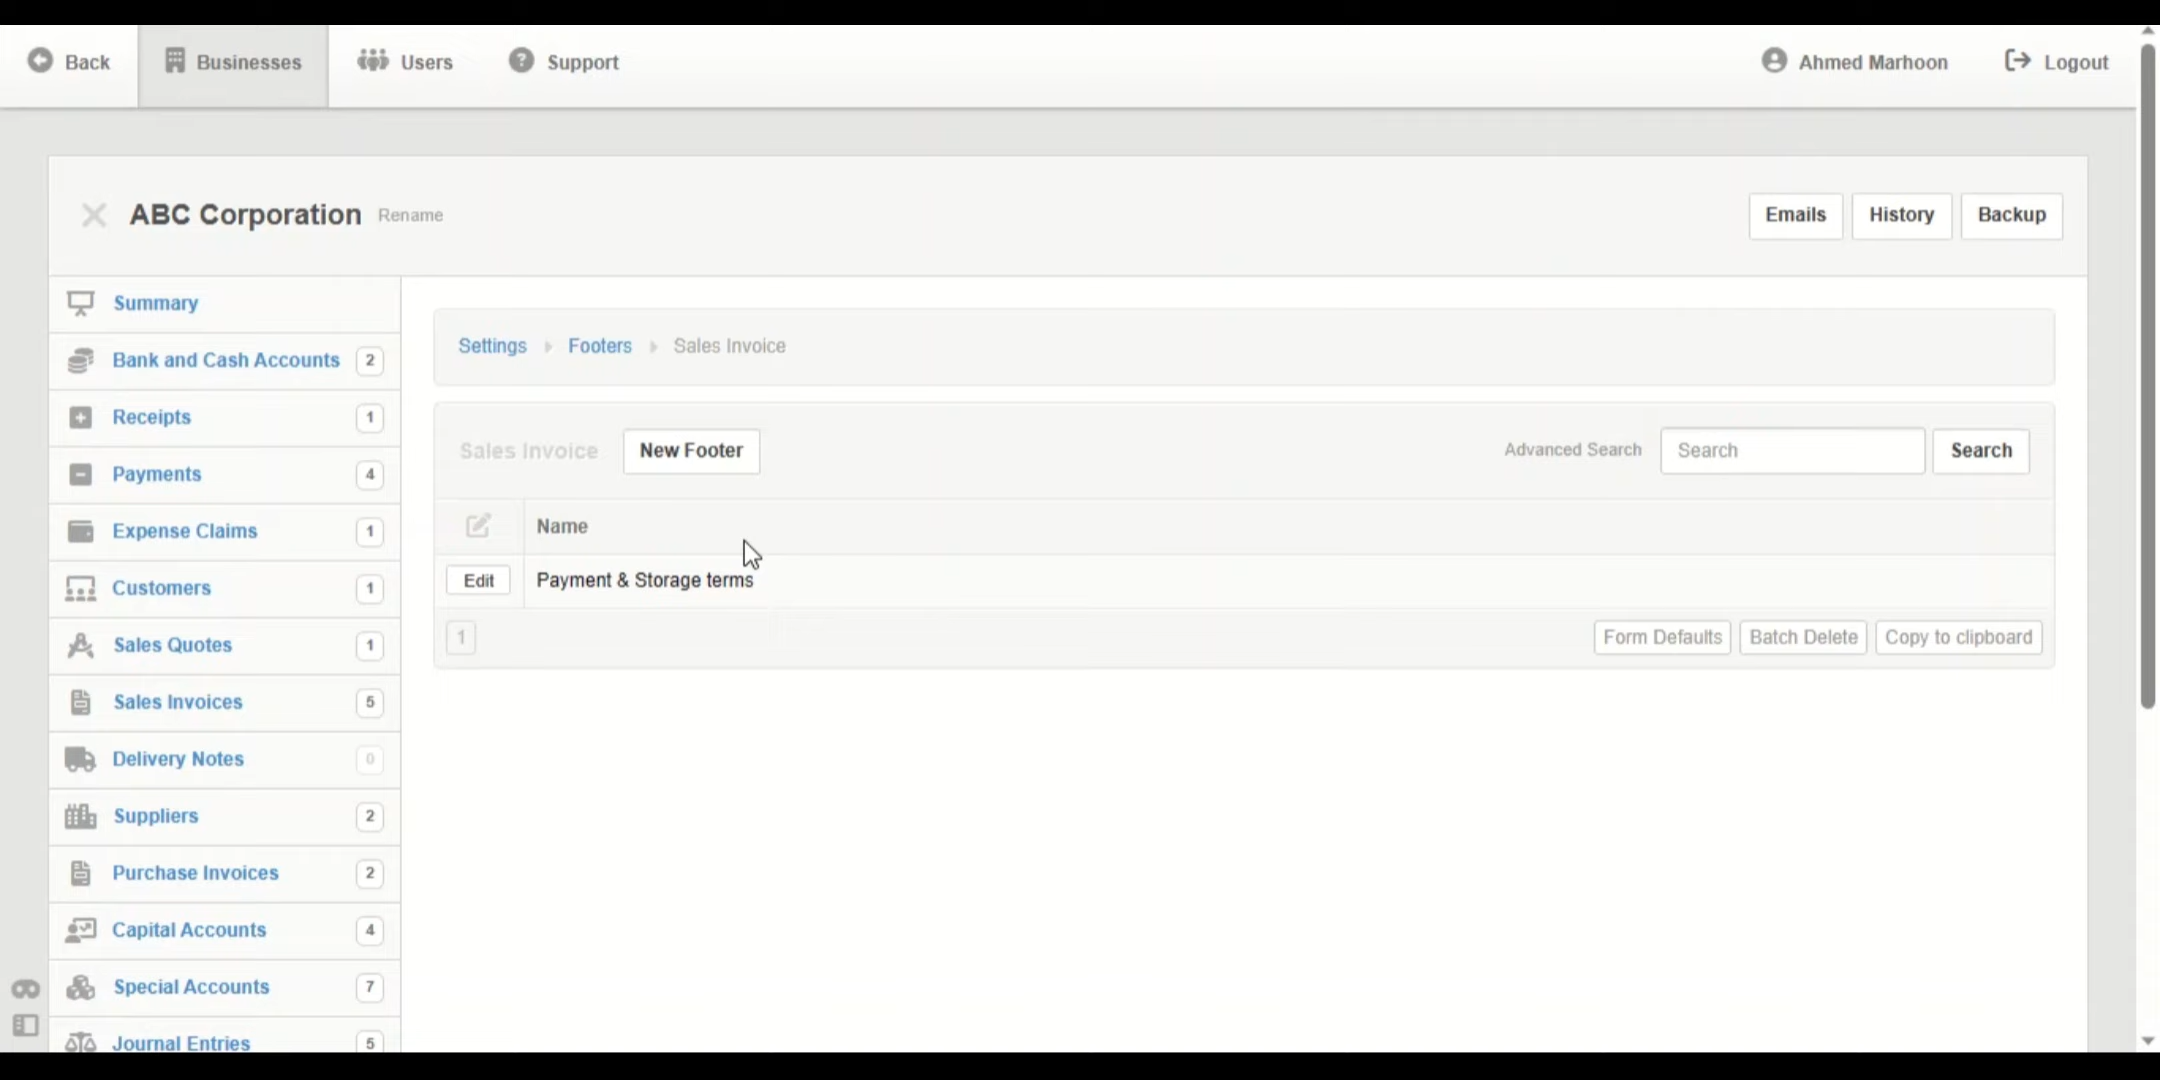 Back
Businesses
Users
Support
Ahmed Marhoon
Logout
ABC Corporation Rename
Emails
History
Backup
Summary
Bank and Cash Accounts 2
Receipts 1
Payments 4
Expense Claims 1
Customers 1
Sales Quotes 1
Sales Invoices 5
Delivery Notes 0
Suppliers 2
Purchase Invoices 2
Capital Accounts 4
Special Accounts 7
Journal Entries 5
Settings Footers Sales Invoice
Sales Invoice New Footer Advanced Search Search Search
Name
Edit Payment & Storage terms
1 Form Defaults Batch Delete Copy to clipboard